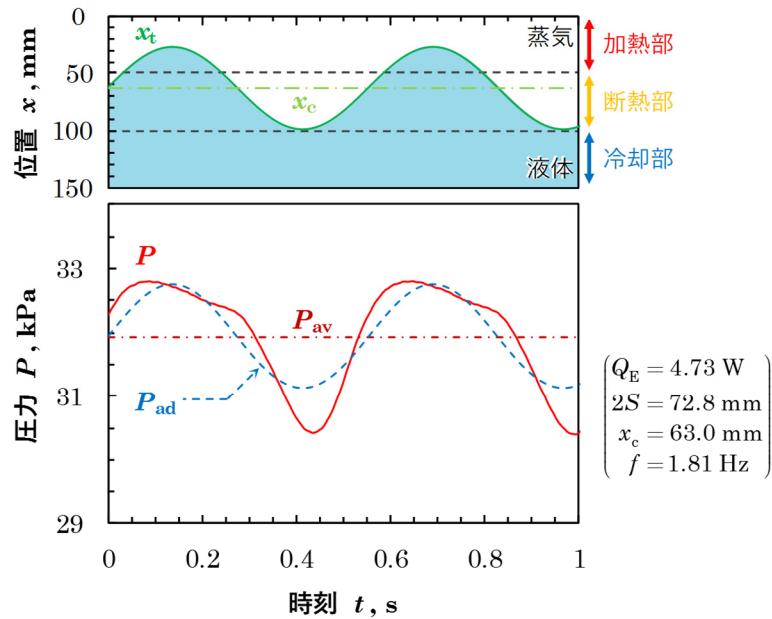 0
50
100
150
位置 x, mm
x_t
x_c
蒸気
液体
加熱部
断熱部
冷却部
33
31
29
圧力 P, kPa
P
P_av
P_ad
Q_E = 4.73 W
2S = 72.8 mm
x_c = 63.0 mm
f = 1.81 Hz
0
0.2
0.4
0.6
0.8
1
時刻 t, s